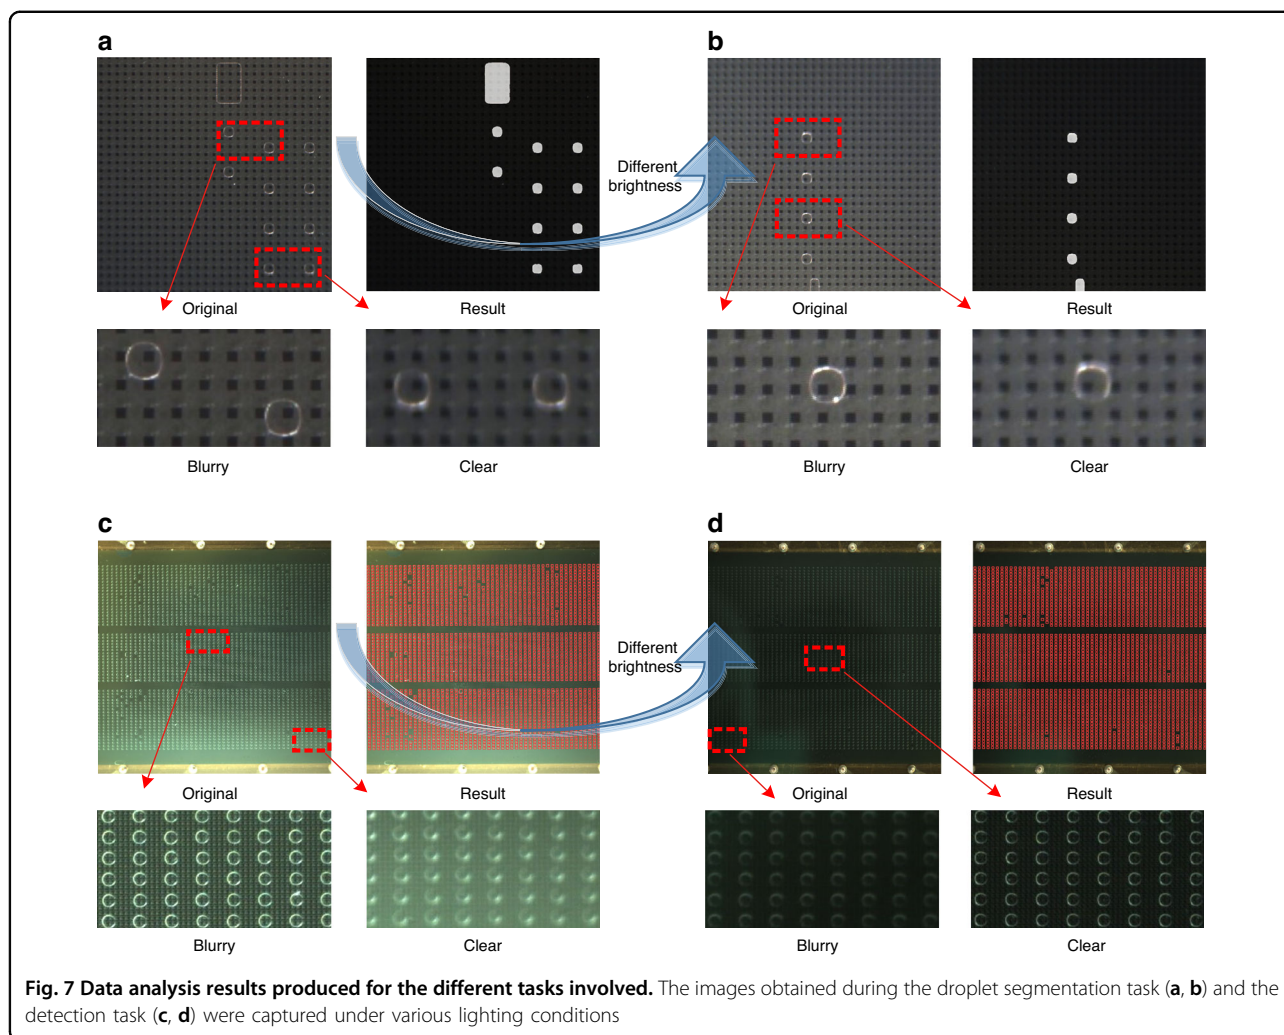 a
b
Different
brightness
Original
Result
Original
Result
Blurry
Clear
Blurry
Clear
c
d
Different
brightness
Original
Result
Original
Result
Blurry
Clear
Blurry
Clear
Fig. 7 Data analysis results produced for the different tasks involved. The images obtained during the droplet segmentation task (a, b) and the
detection task (c, d) were captured under various lighting conditions